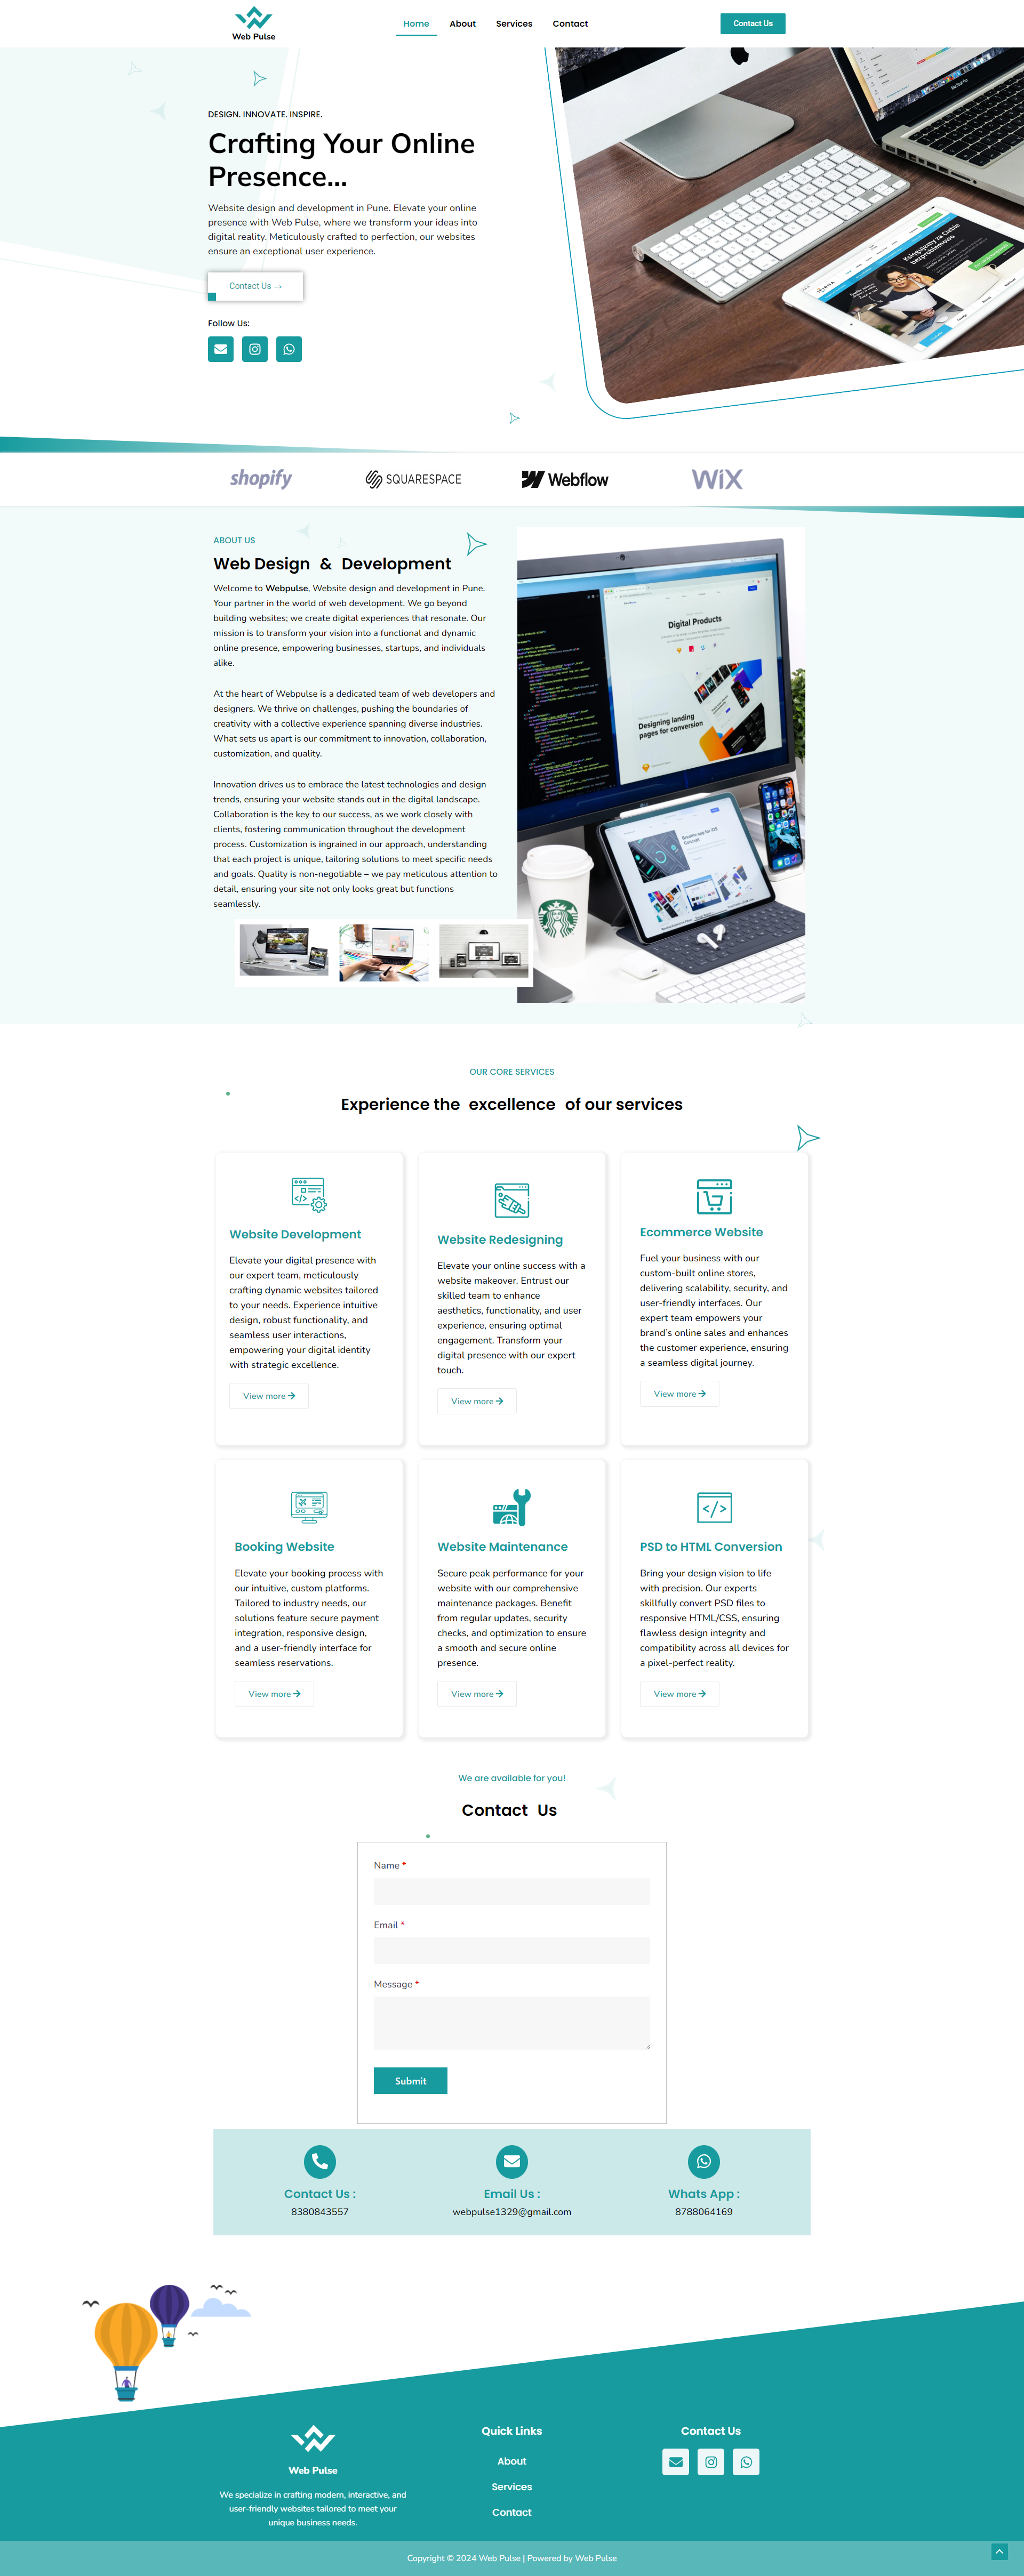 Web Pulse
Home About Services Contact
Contact Us
DESIGN. INNOVATE. INSPIRE.
Crafting Your Online
Presence...
Website design and development in Pune. Elevate your online
presence with Web Pulse, where we transform your ideas into
digital reality. Meticulously crafted to perfection, our websites
ensure an exceptional user experience.
Contact Us →
Follow Us:
shopify SQUARESPACE Webflow WiX
ABOUT US
Web Design & Development
Welcome to Webpulse, Website design and development in Pune.
Your partner in the world of web development. We go beyond
building websites; we create digital experiences that resonate. Our
mission is to transform your vision into a functional and dynamic
online presence, empowering businesses, startups, and individuals
alike.
At the heart of Webpulse is a dedicated team of web developers and
designers. We thrive on challenges, pushing the boundaries of
creativity with a collective experience spanning diverse industries.
What sets us apart is our commitment to innovation, collaboration,
customization, and quality.
Innovation drives us to embrace the latest technologies and design
trends, ensuring your website stands out in the digital landscape.
Collaboration is the key to our success, as we work closely with
clients, fostering communication throughout the development
process. Customization is ingrained in our approach, understanding
that each project is unique, tailoring solutions to meet specific needs
and goals. Quality is non-negotiable – we pay meticulous attention to
detail, ensuring your site not only looks great but functions
seamlessly.
Digital Products
Designing landing
pages for conversion
OUR CORE SERVICES
Experience the excellence of our services
Website Development
Elevate your digital presence with
our expert team, meticulously
crafting dynamic websites tailored
to your needs. Experience intuitive
design, robust functionality, and
seamless user interactions,
empowering your digital identity
with strategic excellence.
View more
Website Redesigning
Elevate your online success with a
website makeover. Entrust our
skilled team to enhance
aesthetics, functionality, and user
experience, ensuring optimal
engagement. Transform your
digital presence with our expert
touch.
View more
Ecommerce Website
Fuel your business with our
custom-built online stores,
delivering scalability, security, and
user-friendly interfaces. Our
expert team empowers your
brand's online sales and enhances
the customer experience, ensuring
a seamless digital journey.
View more
Booking Website
Elevate your booking process with
our intuitive, custom platforms.
Tailored to industry needs, our
solutions feature secure payment
integration, responsive design,
and a user-friendly interface for
seamless reservations.
View more
Website Maintenance
Secure peak performance for your
website with our comprehensive
maintenance packages. Benefit
from regular updates, security
checks, and optimization to ensure
a smooth and secure online
presence.
View more
PSD to HTML Conversion
Bring your design vision to life
with precision. Our experts
skillfully convert PSD files to
responsive HTML/CSS, ensuring
flawless design integrity and
compatibility across all devices for
a pixel-perfect reality.
View more
We are available for you!
Contact Us
Name *
Email *
Message *
Submit
Contact Us :
8380843557
Email Us :
webpulse1329@gmail.com
Whats App :
8788064169
Web Pulse
We specialize in crafting modern, interactive, and
user-friendly websites tailored to meet your
unique business needs.
Quick Links
About
Services
Contact
Contact Us
Copyright © 2024 Web Pulse | Powered by Web Pulse